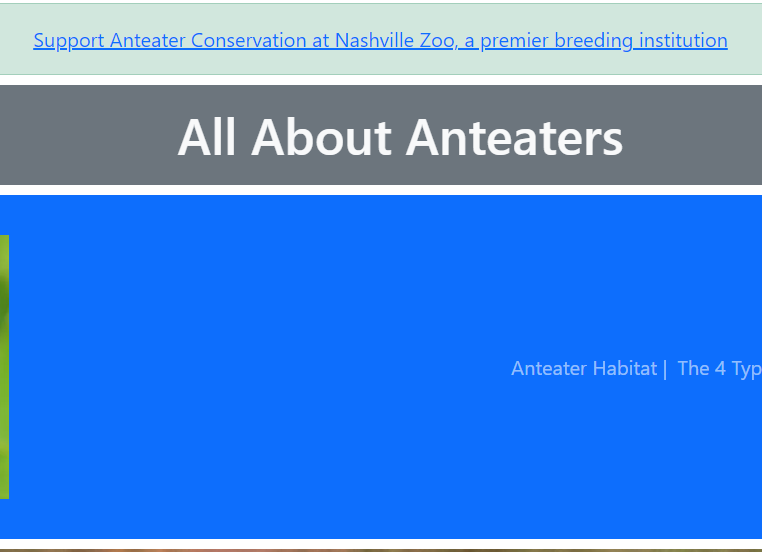 Support Anteater Conservation at Nashville Zoo, a premier breeding institution
All About Anteaters
Anteater Habitat | The 4 Typ